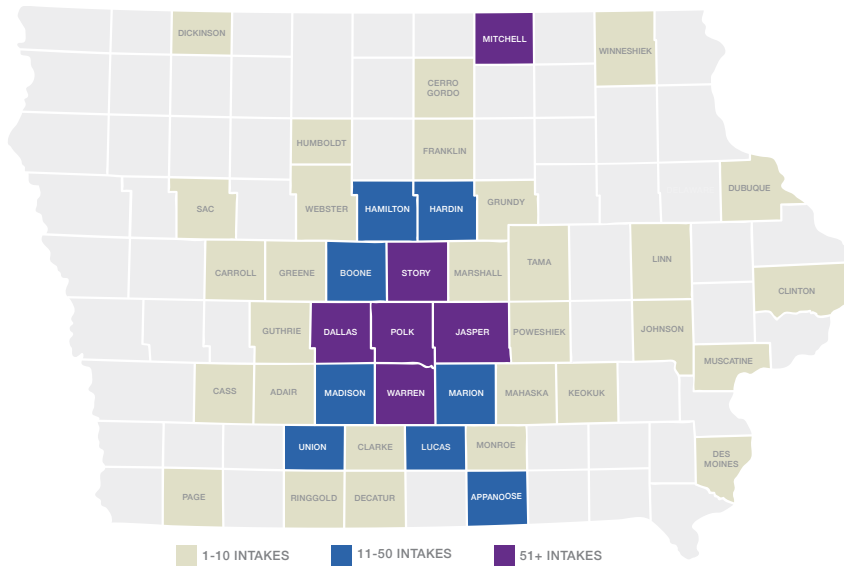 DICKINSON
MITCHELL
WINNESHIEK
CERRO
GORDO
HUMBOLDT
FRANKLIN
DUBUQUE
SAC
WEBSTER
HAMILTON
HARDIN
GRUNDY
CARROLL
GREENE
BOONE
STORY
MARSHALL
TAMA
LINN
CLINTON
GUTHRIE
DALLAS
POLK
JASPER
POWESHIEK
JOHNSON
MUSCATINE
CASS
ADAIR
MADISON
WARREN
MARION
MAHASKA
KEOKUK
UNION
CLARKE
LUCAS
MONROE
DES
MOINES
PAGE
RINGGOLD
DECATUR
APPANOOSE
1-10 INTAKES
11-50 INTAKES
51+ INTAKES